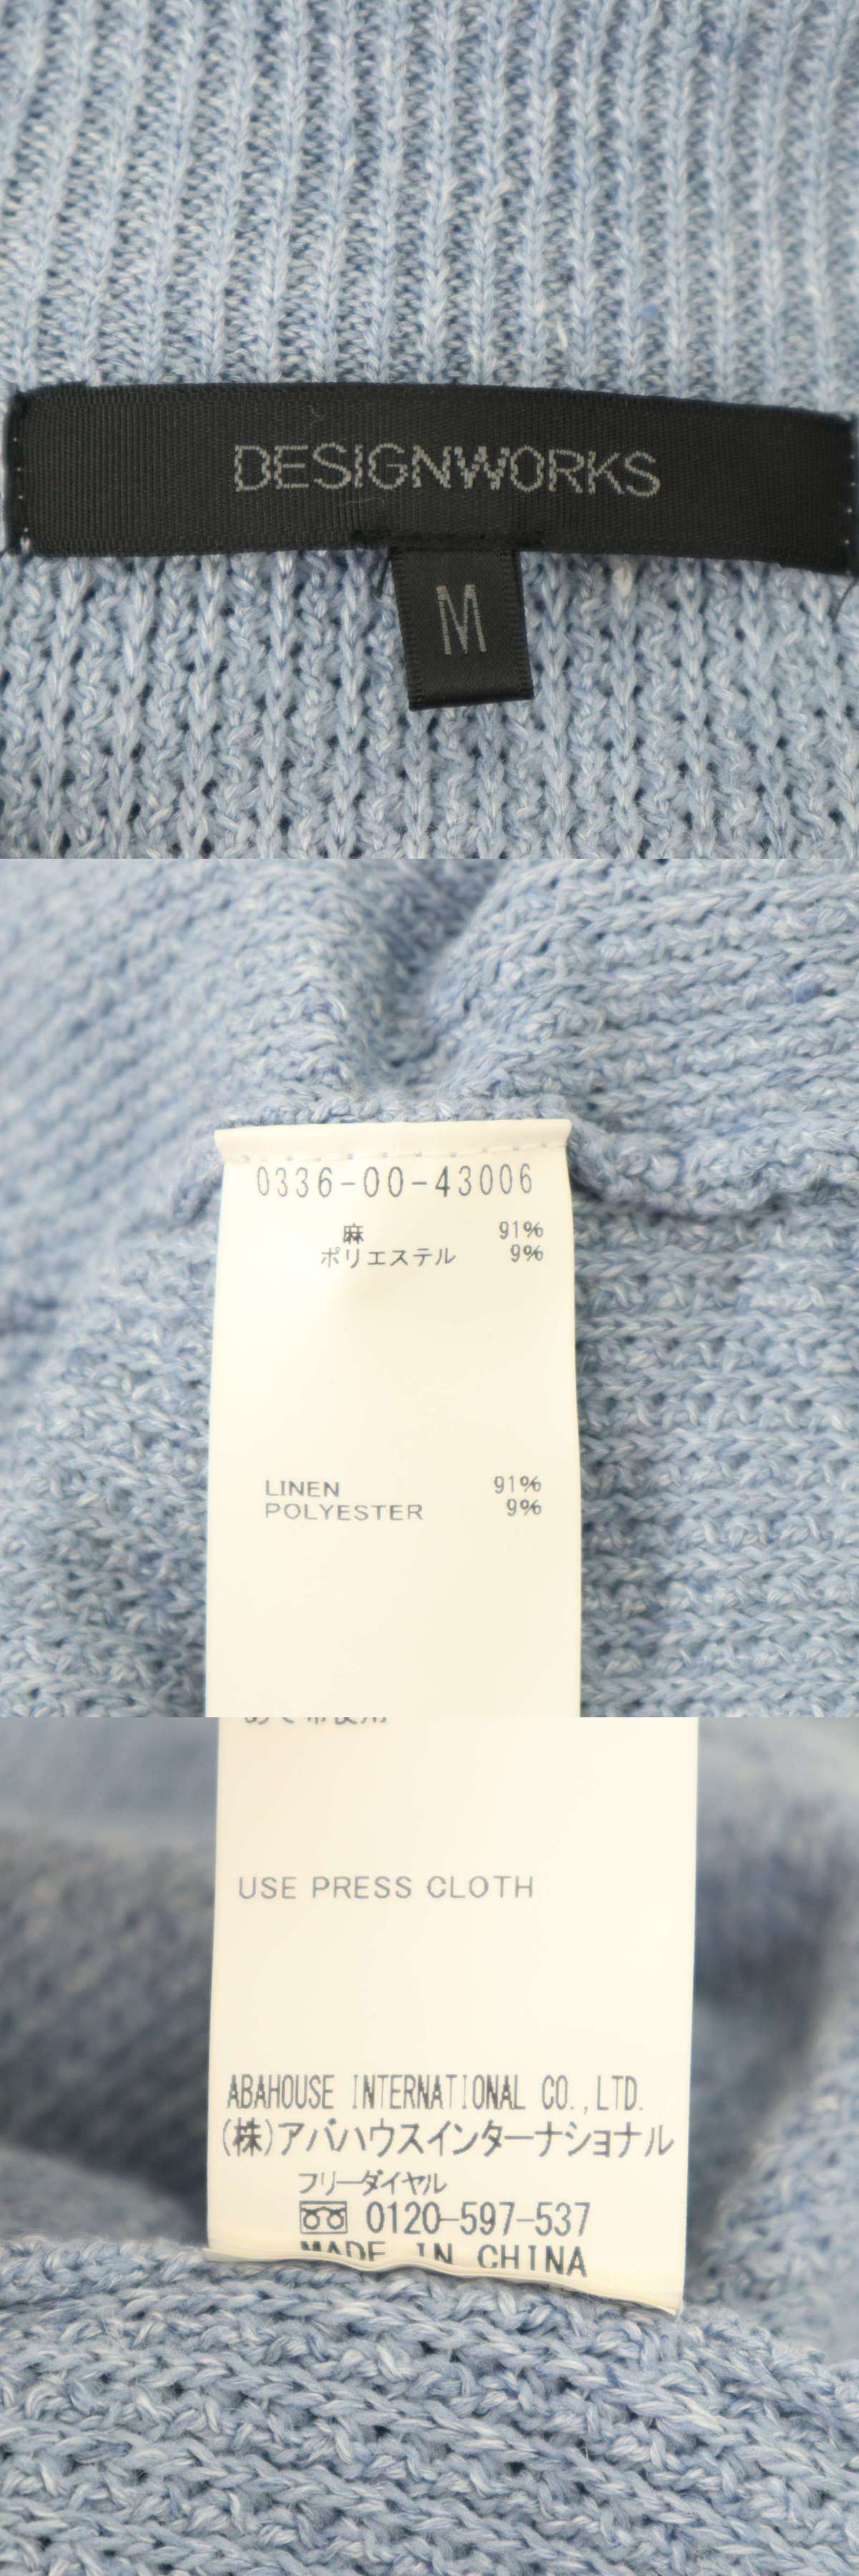 DESIGNWORKS
M
0336-00-43006
麻 91%
ポリエステル 9%
LINEN 91%
POLYESTER 9%
USE PRESS CLOTH
ABAHOUSE INTERNATIONAL CO.,LTD.
(株)アバハウスインターナショナル
フリーダイヤル
0120-597-537
MADE IN CHINA